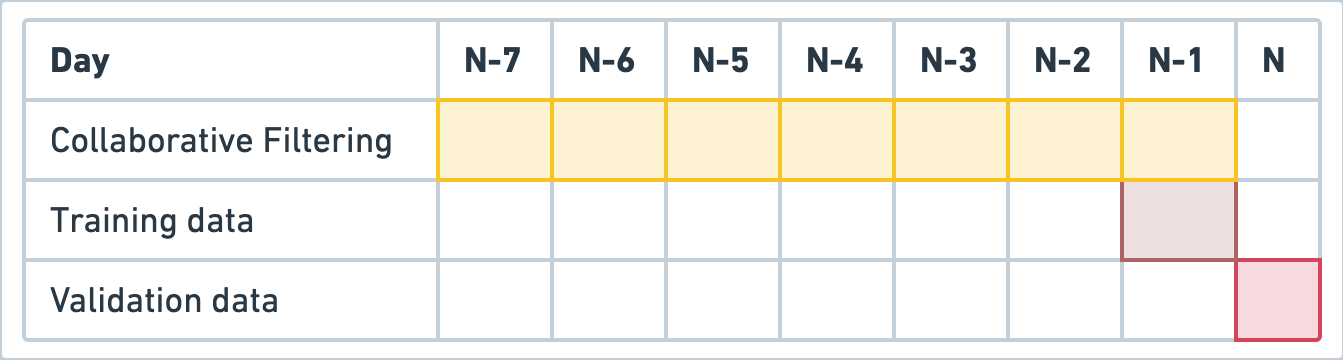 Day N-7 N-6 N-5 N-4 N-3 N-2 N-1 N
Collaborative Filtering
Training data
Validation data